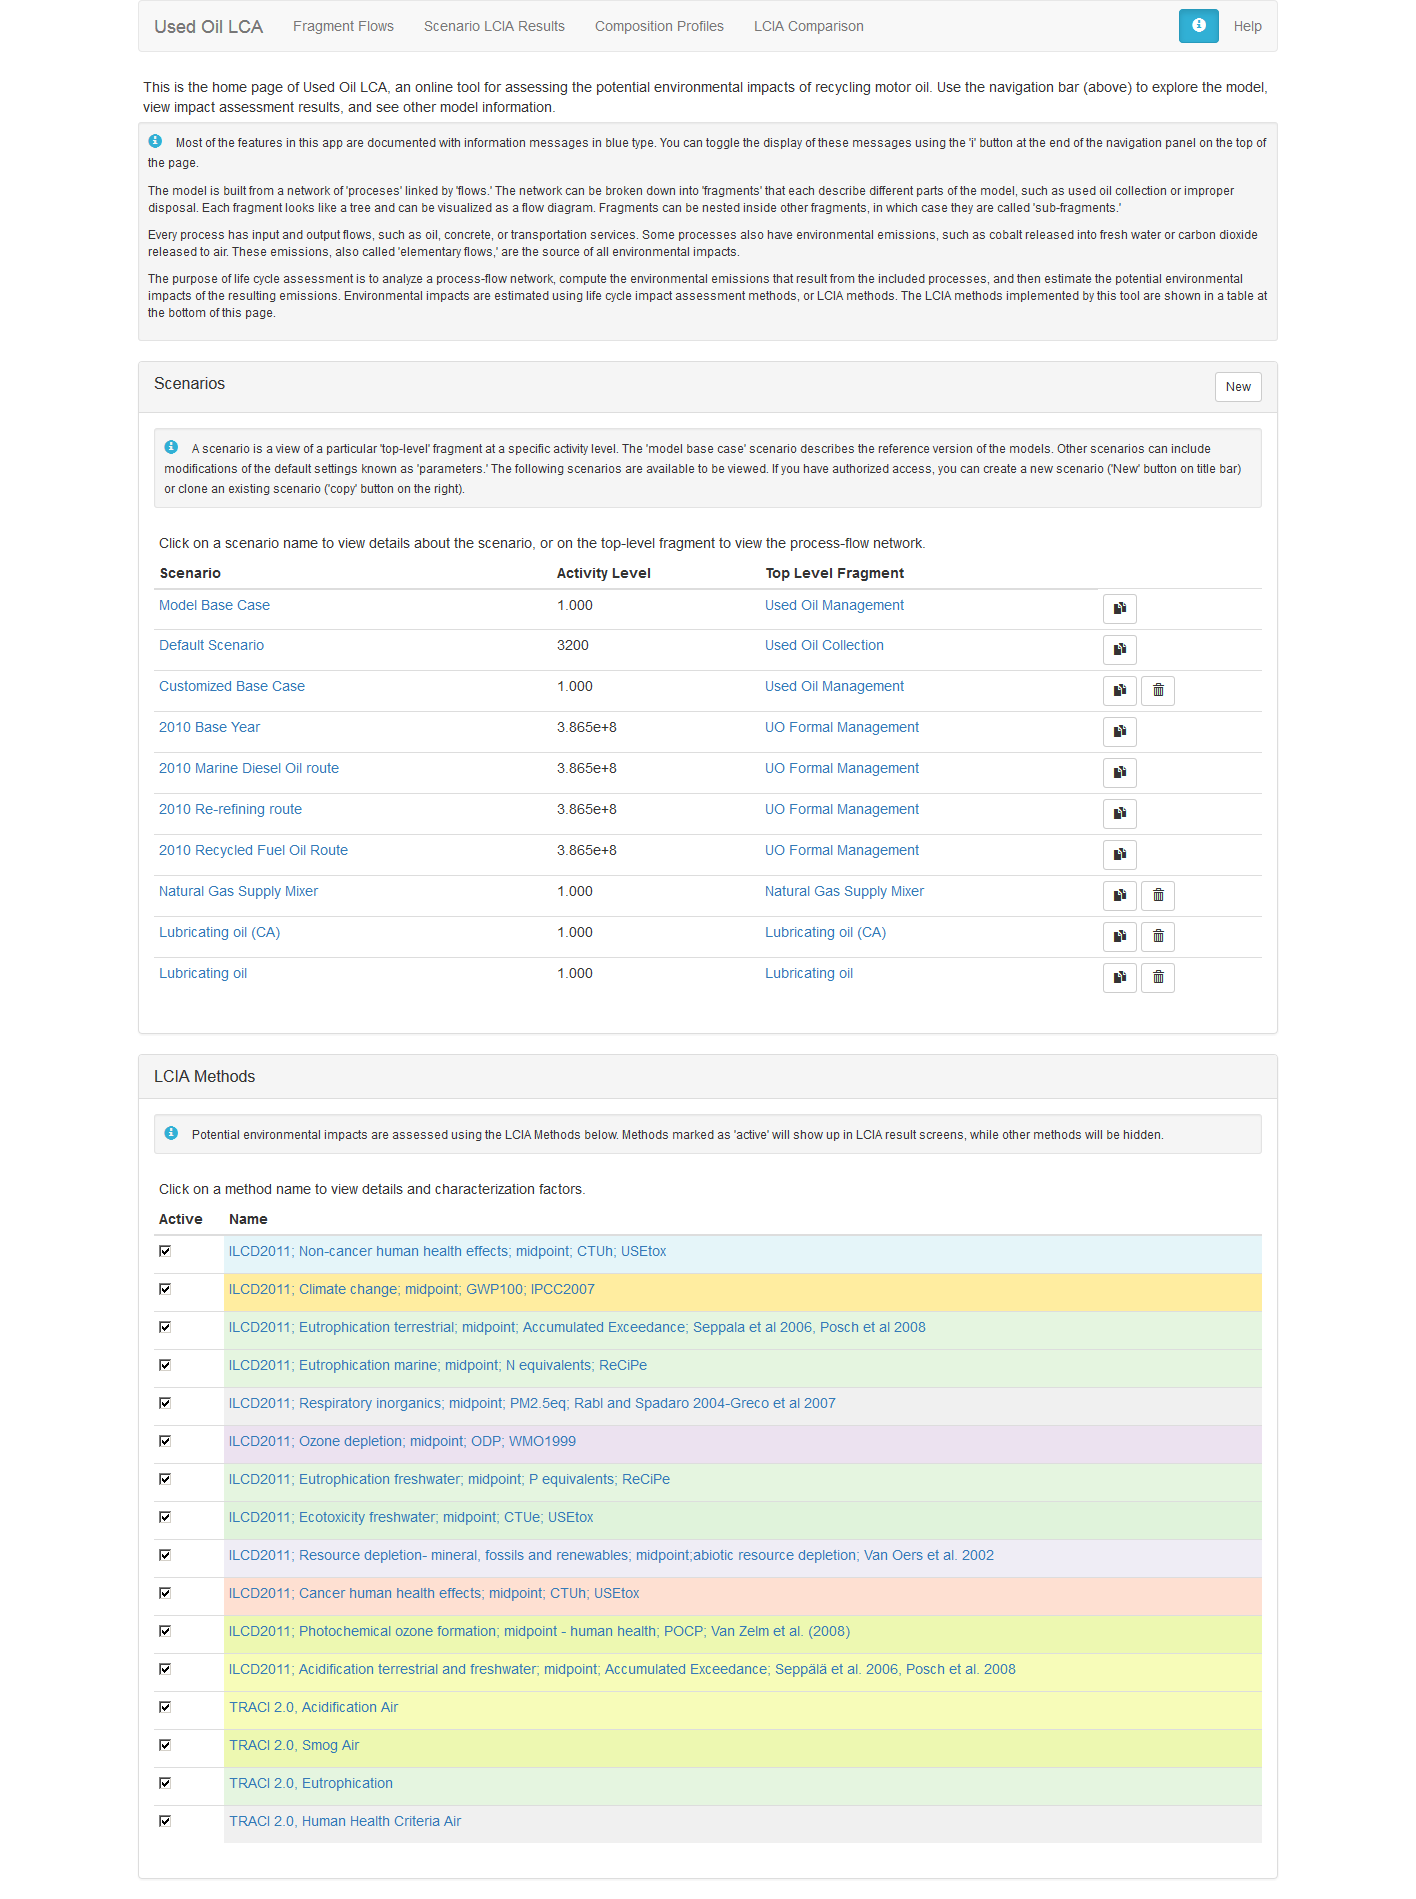 Used Oil LCA Fragment Flows Scenario LCIA Results Composition Profiles LCIA Comparison Help
This is the home page of Used Oil LCA, an online tool for assessing the potential environmental impacts of recycling motor oil. Use the navigation bar (above) to explore the model,
view impact assessment results, and see other model information.
Most of the features in this app are documented with information messages in blue type. You can toggle the display of these messages using the 'i' button at the end of the navigation panel on the top of
the page.
The model is built from a network of 'proceses' linked by 'flows.' The network can be broken down into 'fragments' that each describe different parts of the model, such as used oil collection or improper
disposal. Each fragment looks like a tree and can be visualized as a flow diagram. Fragments can be nested inside other fragments, in which case they are called 'sub-fragments.'
Every process has input and output flows, such as oil, concrete, or transportation services. Some processes also have environmental emissions, such as cobalt released into fresh water or carbon dioxide
released to air. These emissions, also called 'elementary flows,' are the source of all environmental impacts.
The purpose of life cycle assessment is to analyze a process-flow network, compute the environmental emissions that result from the included processes, and then estimate the potential environmental
impacts of the resulting emissions. Environmental impacts are estimated using life cycle impact assessment methods, or LCIA methods. The LCIA methods implemented by this tool are shown in a table at
the bottom of this page.
Scenarios New
A scenario is a view of a particular 'top-level' fragment at a specific activity level. The 'model base case' scenario describes the reference version of the models. Other scenarios can include
modifications of the default settings known as 'parameters.' The following scenarios are available to be viewed. If you have authorized access, you can create a new scenario ('New' button on title bar)
or clone an existing scenario ('copy' button on the right).
Click on a scenario name to view details about the scenario, or on the top-level fragment to view the process-flow network.
Scenario Activity Level Top Level Fragment
Model Base Case 1.000 Used Oil Management
Default Scenario 3200 Used Oil Collection
Customized Base Case 1.000 Used Oil Management
2010 Base Year 3.865e+8 UO Formal Management
2010 Marine Diesel Oil route 3.865e+8 UO Formal Management
2010 Re-refining route 3.865e+8 UO Formal Management
2010 Recycled Fuel Oil Route 3.865e+8 UO Formal Management
Natural Gas Supply Mixer 1.000 Natural Gas Supply Mixer
Lubricating oil (CA) 1.000 Lubricating oil (CA)
Lubricating oil 1.000 Lubricating oil
LCIA Methods
Potential environmental impacts are assessed using the LCIA Methods below. Methods marked as 'active' will show up in LCIA result screens, while other methods will be hidden.
Click on a method name to view details and characterization factors.
Active Name
ILCD2011; Non-cancer human health effects; midpoint; CTUh; USEtox
ILCD2011; Climate change; midpoint; GWP100; IPCC2007
ILCD2011; Eutrophication terrestrial; midpoint; Accumulated Exceedance; Seppala et al 2006, Posch et al 2008
ILCD2011; Eutrophication marine; midpoint; N equivalents; ReCiPe
ILCD2011; Respiratory inorganics; midpoint; PM2.5eq; Rabl and Spadaro 2004-Greco et al 2007
ILCD2011; Ozone depletion; midpoint; ODP; WMO1999
ILCD2011; Eutrophication freshwater; midpoint; P equivalents; ReCiPe
ILCD2011; Ecotoxicity freshwater; midpoint; CTUe; USEtox
ILCD2011; Resource depletion- mineral, fossils and renewables; midpoint;abiotic resource depletion; Van Oers et al. 2002
ILCD2011; Cancer human health effects; midpoint; CTUh; USEtox
ILCD2011; Photochemical ozone formation; midpoint - human health; POCP; Van Zelm et al. (2008)
ILCD2011; Acidification terrestrial and freshwater; midpoint; Accumulated Exceedance; Seppälä et al. 2006, Posch et al. 2008
TRACI 2.0, Acidification Air
TRACI 2.0, Smog Air
TRACI 2.0, Eutrophication
TRACI 2.0, Human Health Criteria Air